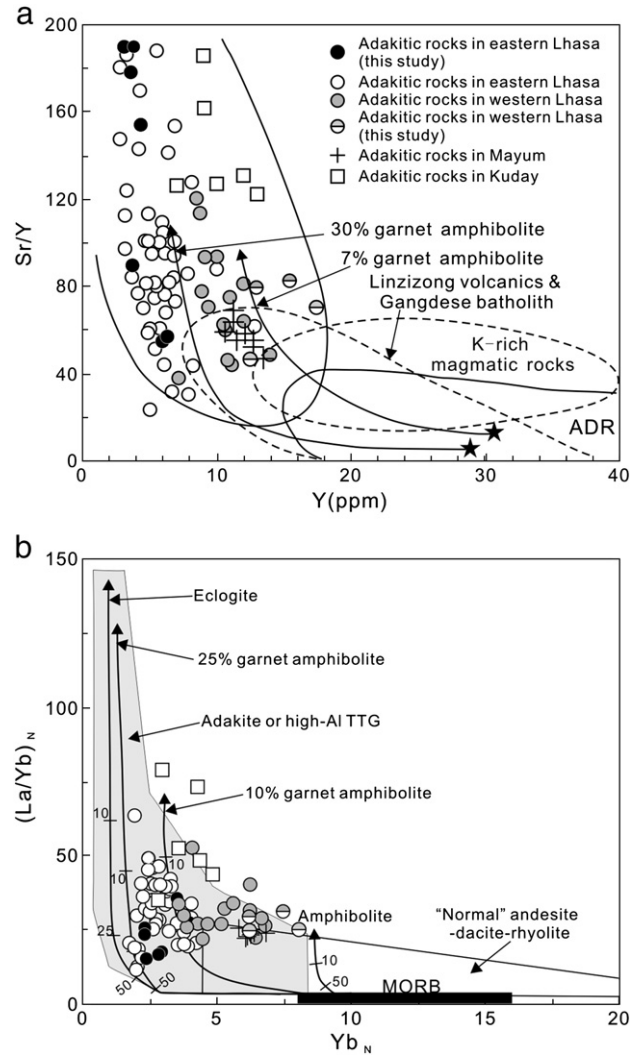 a
200
160
120
80
40
0
Sr/Y
Adakitic rocks in eastern Lhasa
(this study)
Adakitic rocks in eastern Lhasa
Adakitic rocks in western Lhasa
Adakitic rocks in western Lhasa
(this study)
Adakitic rocks in Mayum
Adakitic rocks in Kuday
30% garnet amphibolite
7% garnet amphibolite
Linzizong volcanics &
Gangdese batholith
K-rich
magmatic rocks
ADR
0 10 20 30 40
Y(ppm)
b
150
100
50
0
(La/Yb)N
Eclogite
25% garnet amphibolite
Adakite or high-Al TTG
10% garnet amphibolite
10
10
10
25
50
50
Amphibolite
10
50
"Normal" andesite
-dacite-rhyolite
MORB
0 5 10 15 20
YbN